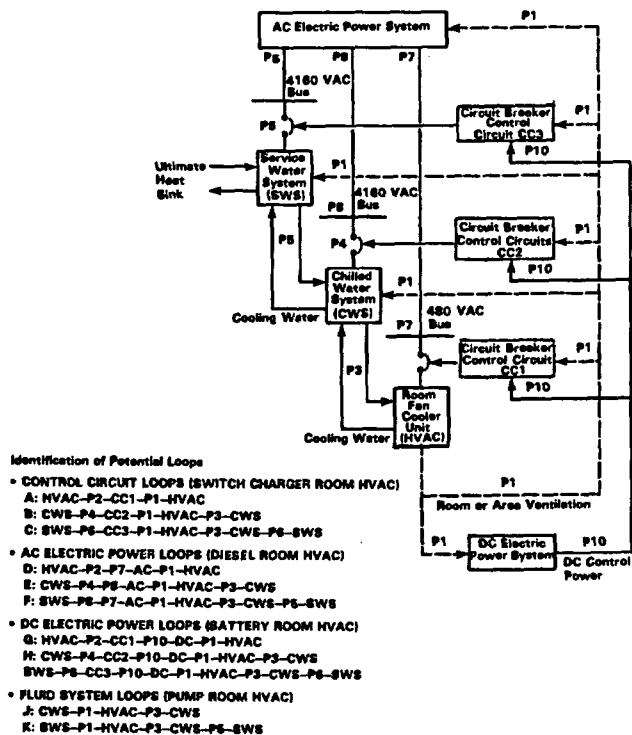 AC Electric Power System
P1
P8
P7
4160 VAC
Bus
Circuit Breaker
Control
Circuit CC3
P1
P10
Ultimate
Heat
Sink
Service
Water
System
(SWS)
P1
4160 VAC
Bus
P8
P5
P4
Circuit Breaker
Control Circuits
CC2
P1
P10
Chilled
Water
System
(CWS)
P1
Cooling Water
480 VAC
Bus
P7
Circuit Breaker
Control Circuit
CC1
P1
P10
P3
Room
Fan
Cooler
Unit
(HVAC)
Cooling Water
P1
Room or Area Ventilation
P1
DC Electric
Power System
P10
DC Control
Power
Identification of Potential Loops
• CONTROL CIRCUIT LOOPS (SWITCH CHARGER ROOM HVAC)
A: HVAC–P2–CC1–P1–HVAC
B: CWS–P4–CC2–P1–HVAC–P3–CWS
C: SWS–P6–CC3–P1–HVAC–P3–CWS–P5–SWS
• AC ELECTRIC POWER LOOPS (DIESEL ROOM HVAC)
D: HVAC–P2–P7–AC–P1–HVAC
E: CWS–P4–P8–AC–P1–HVAC–P3–CWS
F: SWS–P6–P7–AC–P1–HVAC–P3–CWS–P5–SWS
• DC ELECTRIC POWER LOOPS (BATTERY ROOM HVAC)
G: HVAC–P2–CC1–P10–DC–P1–HVAC
H: CWS–P4–CC2–P10–DC–P1–HVAC–P3–CWS
SWS–P6–CC3–P10–DC–P1–HVAC–P3–CWS–P5–SWS
• FLUID SYSTEM LOOPS (PUMP ROOM HVAC)
J: CWS–P1–HVAC–P3–CWS
K: SWS–P1–HVAC–P3–CWS–P5–SWS